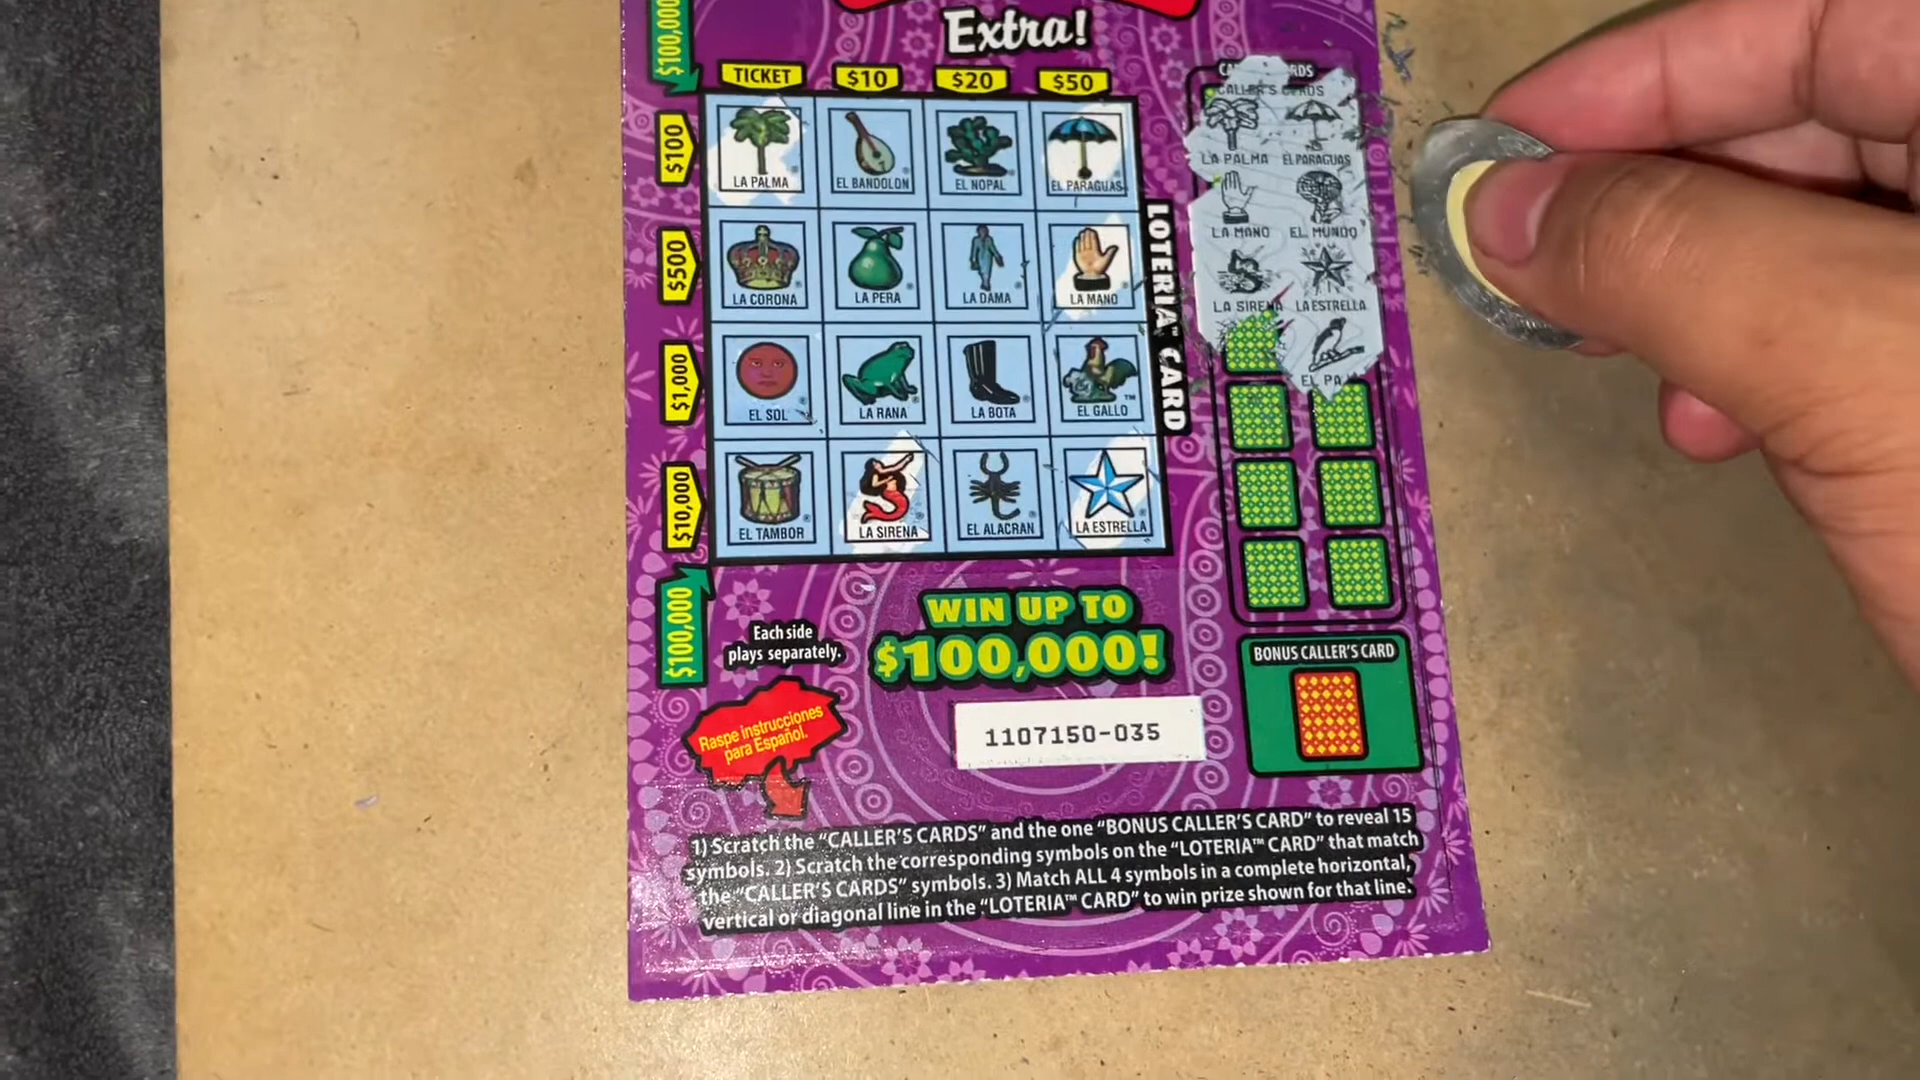 Extra!
$100,000
TICKET $10 $20 $50
$100
$500
$1,000
$10,000
$100,000
LA PALMA EL BANDOLON EL NOPAL EL PARAGUAS
LA CORONA LA PERA LA DAMA LA MANO
EL SOL LA RANA LA BOTA EL GALLO
EL TAMBOR LA SIRENA EL ALACRAN LA ESTRELLA
LOTERIA™ CARD
CALLER'S CARDS
LA PALMA EL PARAGUAS
LA MANO EL MUNDO
LA SIRENA LA ESTRELLA
EL PA
WIN UP TO
$100,000!
Each side
plays separately.
Raspe instrucciones
para Español.
1107150-035
BONUS CALLER'S CARD
1) Scratch the "CALLER'S CARDS" and the one "BONUS CALLER'S CARD" to reveal 15
symbols. 2) Scratch the corresponding symbols on the "LOTERIA™ CARD" that match
the "CALLER'S CARDS" symbols. 3) Match ALL 4 symbols in a complete horizontal,
vertical or diagonal line in the "LOTERIA™ CARD" to win prize shown for that line.